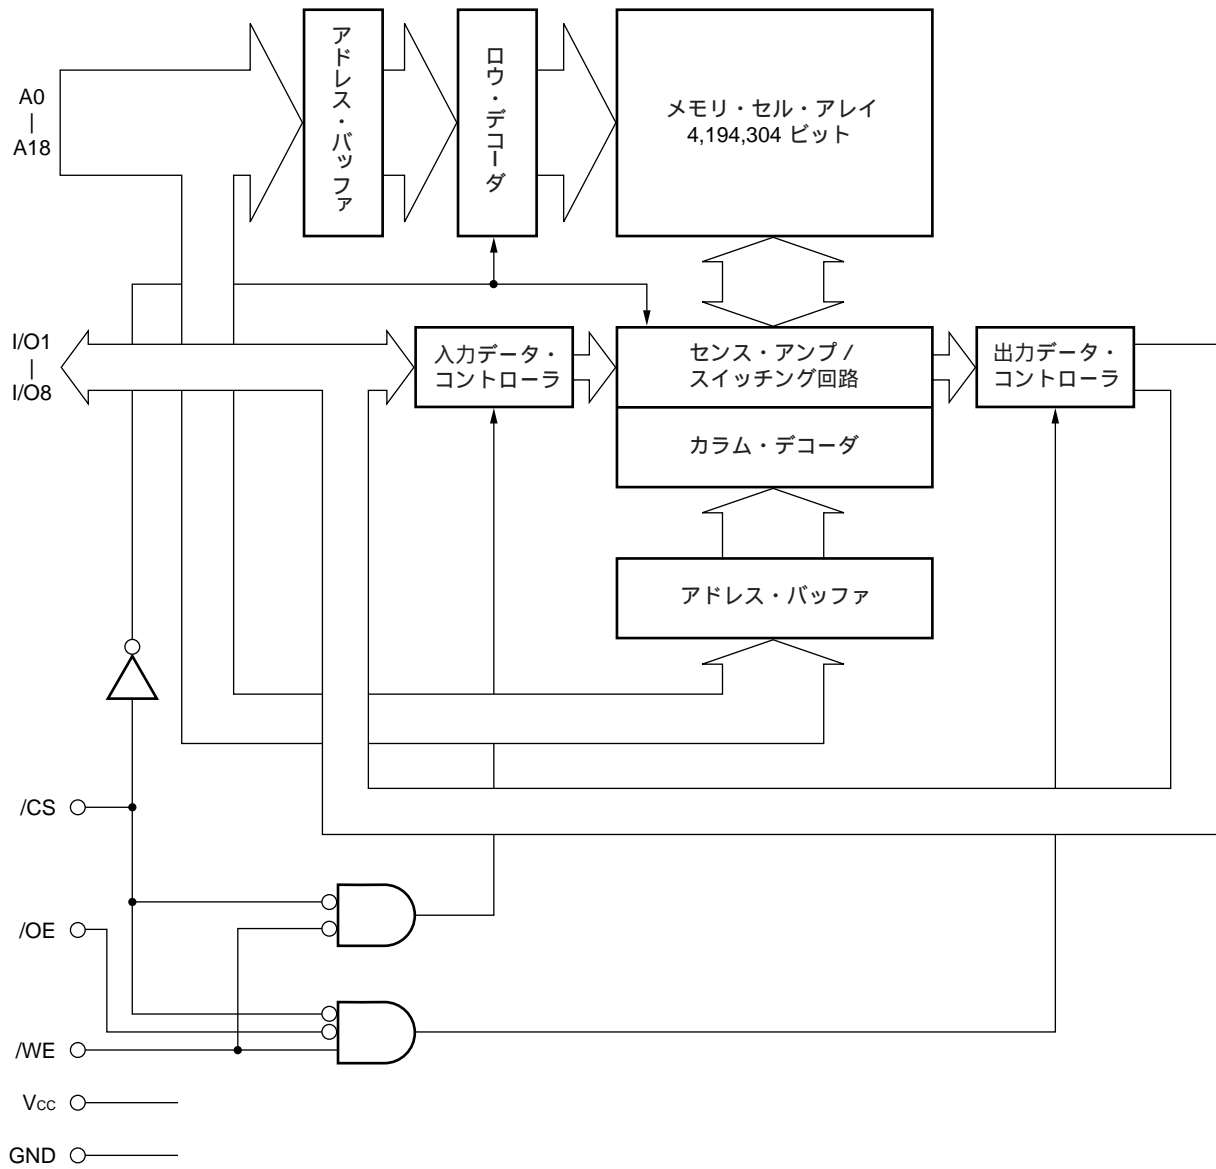 アドレス・バッファ
ロウ・デコーダ
メモリ・セル・アレイ
4,194,304 ビット
A0
|
A18
I/O1
|
I/O8
入力データ・
コントローラ
センス・アンプ /
スイッチング回路
出力データ・
コントローラ
カラム・デコーダ
アドレス・バッファ
/CS
/OE
/WE
Vcc
GND